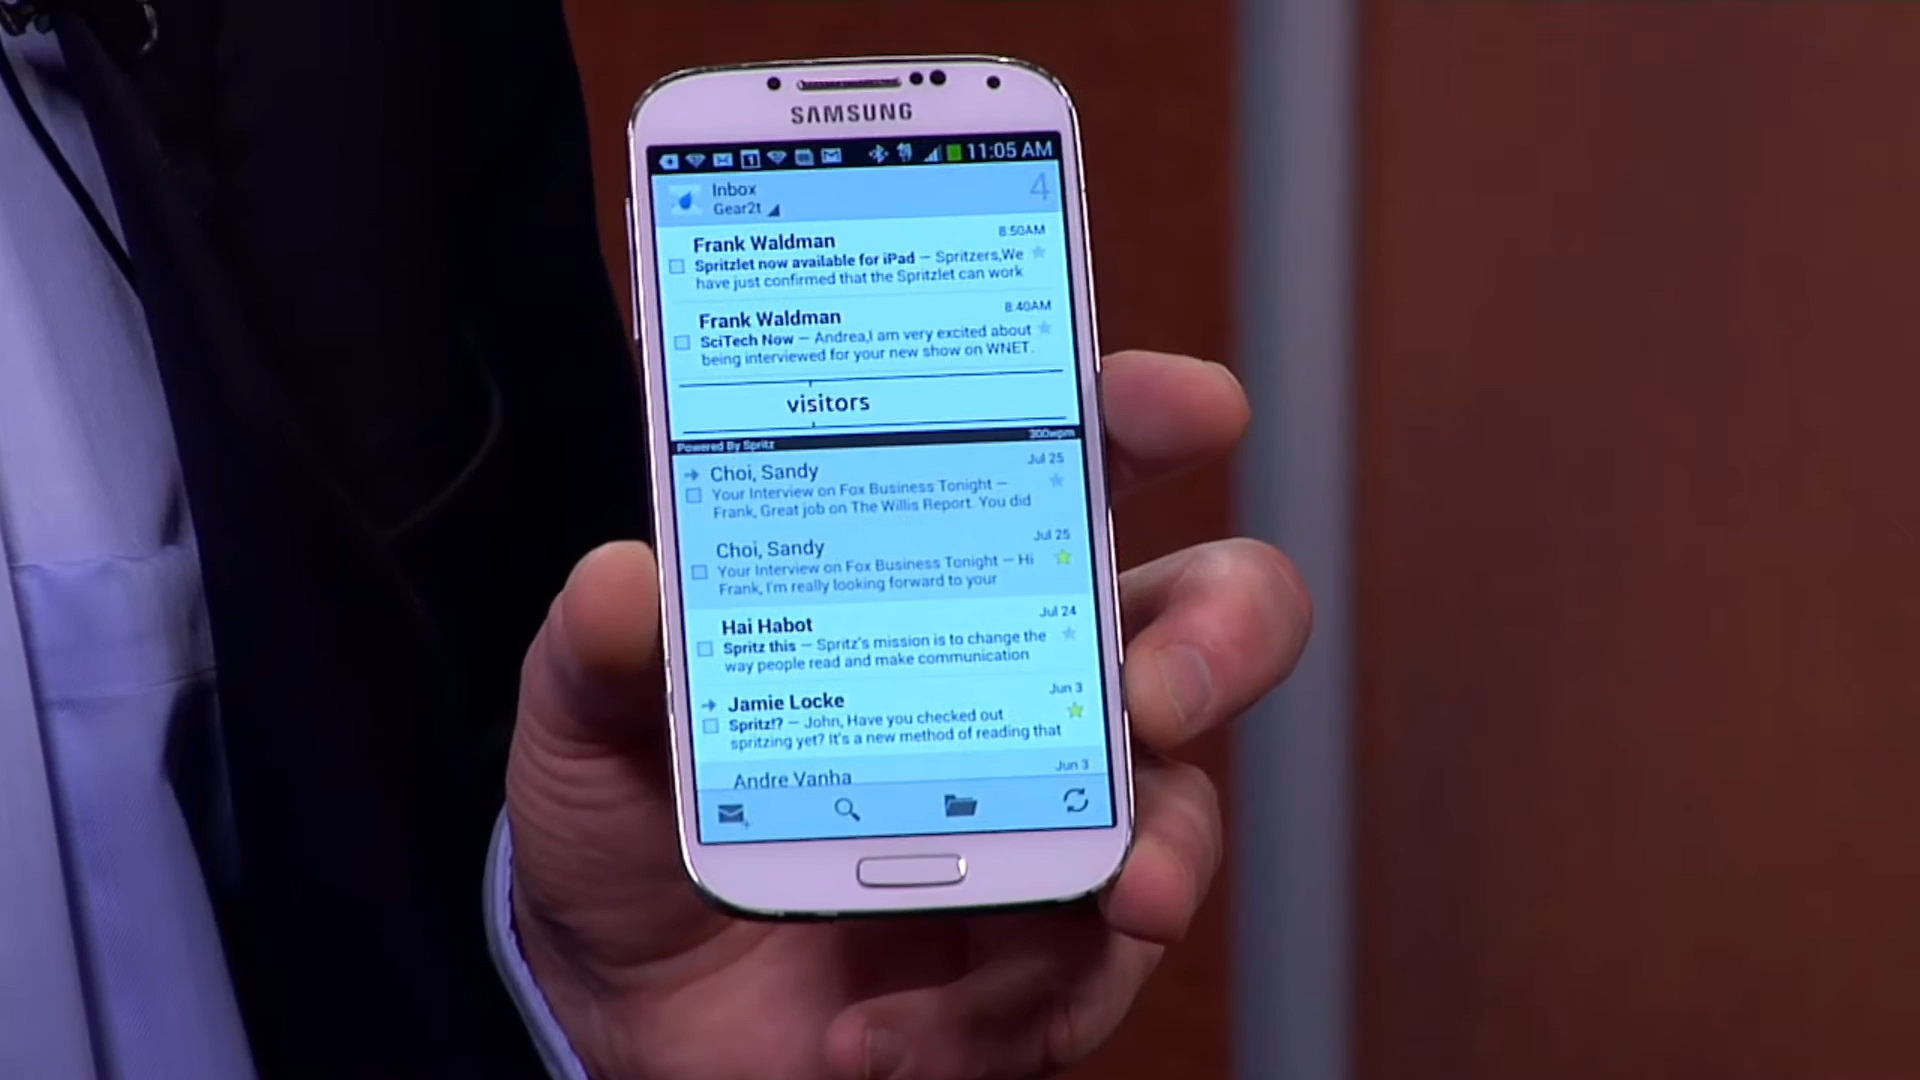 SAMSUNG
11:05 AM
Inbox
4
Gear2t
Frank Waldman
8:50AM
Spritzlet now available for iPad – Spritzers,We
have just confirmed that the Spritzlet can work
Frank Waldman
8:40AM
SciTech Now – Andrea,I am very excited about
being interviewed for your new show on WNET.
visitors
Powered By Spritz 300wpm
Choi, Sandy
Jul 25
Your Interview on Fox Business Tonight –
Frank, Great job on The Willis Report. You did
Choi, Sandy
Jul 25
Your Interview on Fox Business Tonight – Hi
Frank, I'm really looking forward to your
Hai Habot
Jul 24
Spritz this – Spritz's mission is to change the
way people read and make communication
Jamie Locke
Jun 3
Spritz!? – John, Have you checked out
spritzing yet? It's a new method of reading that
Andre Vanha
Jun 3